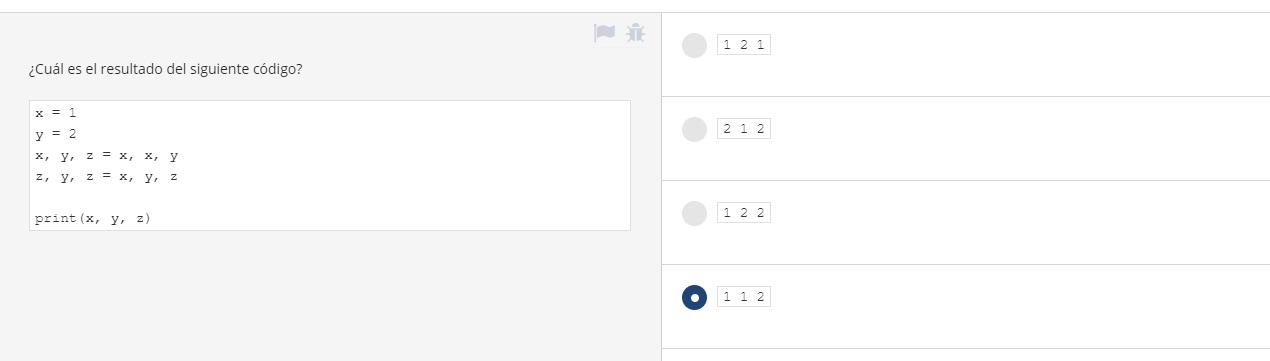 ¿Cuál es el resultado del siguiente código?
x = 1
y = 2
x, y, z = x, x, y
z, y, z = x, y, z
print(x, y, z)
1 2 1
2 1 2
1 2 2
1 1 2